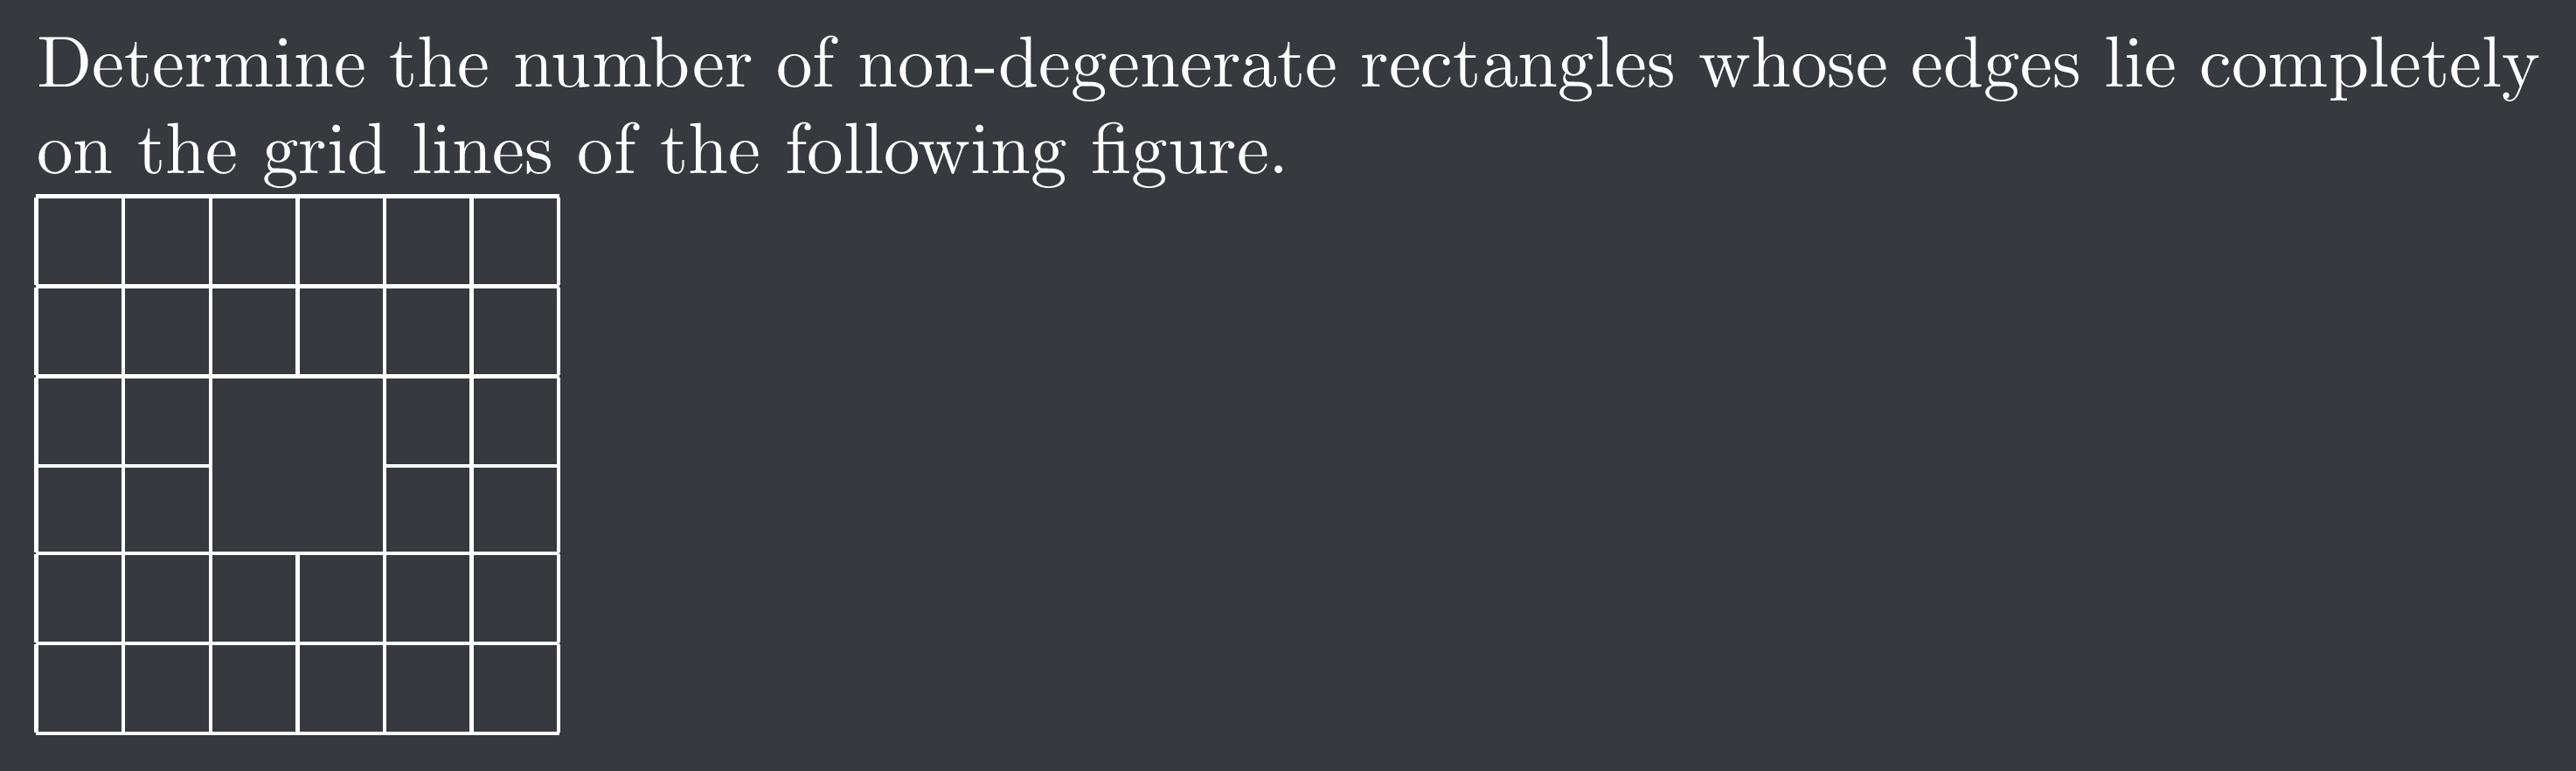 Determine the number of non-degenerate rectangles whose edges lie completely
on the grid lines of the following figure.